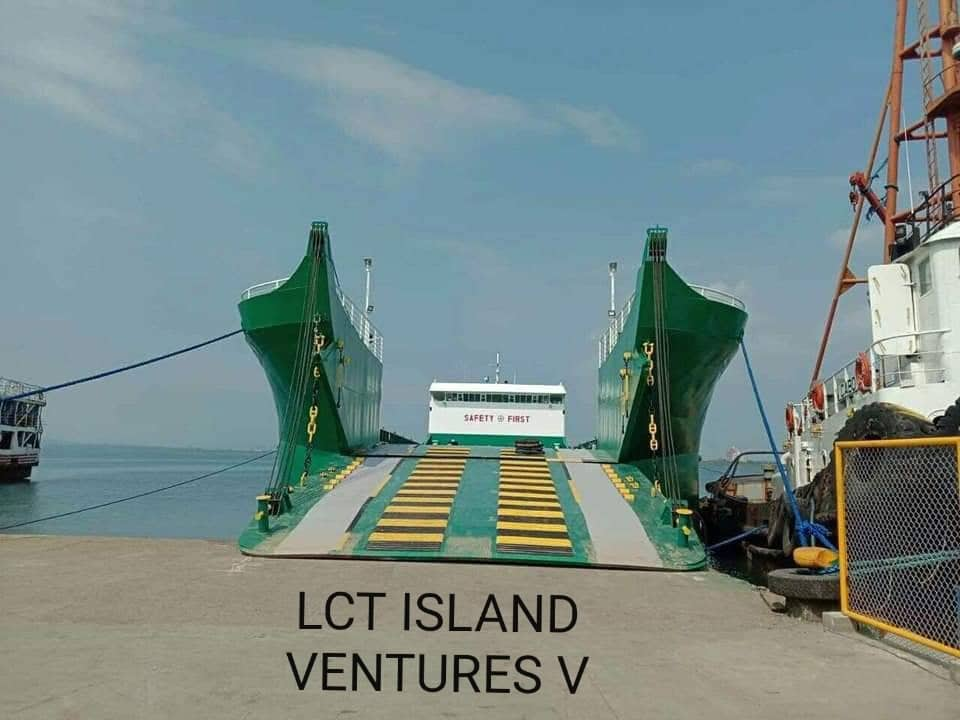 SAFETY FIRST
LCT ISLAND
VENTURES V